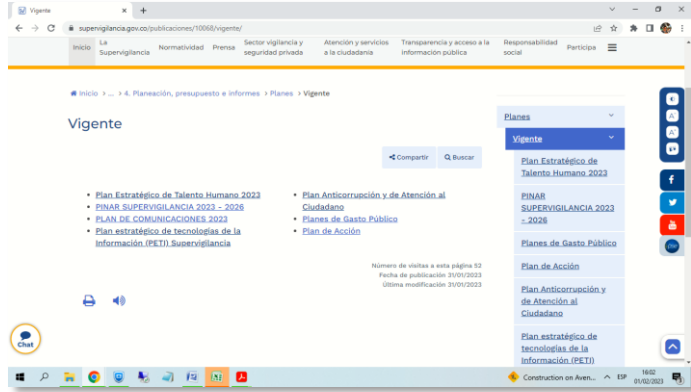 Vigente
supervigilancia.gov.co/publicaciones/10068/vigente/
Inicio
La Supervigilancia
Normatividad
Prensa
Sector vigilancia y seguridad privada
Atención y servicios a la ciudadanía
Transparencia y acceso a la información pública
Responsabilidad social
Participa
Inicio > ... > 4. Planeación, presupuesto e informes > Planes > Vigente
Vigente
Compartir
Buscar
Plan Estratégico de Talento Humano 2023
PINAR SUPERVIGILANCIA 2023 - 2026
PLAN DE COMUNICACIONES 2023
Plan estratégico de tecnologías de la
Información (PETI) Supervigilancia
Plan Anticorrupción y de Atención al
Ciudadano
Planes de Gasto Público
Plan de Acción
Número de visitas a esta página 52
Fecha de publicación 31/01/2023
Última modificación 31/01/2023
Planes
Vigente
Plan Estratégico de
Talento Humano 2023
PINAR
SUPERVIGILANCIA 2023
- 2026
Planes de Gasto Público
Plan de Acción
Plan Anticorrupción y
de Atención al
Ciudadano
Plan estratégico de
tecnologías de la
Información (PETI)
Chat
Construction on Aven...
ESP
16:02
01/02/2023